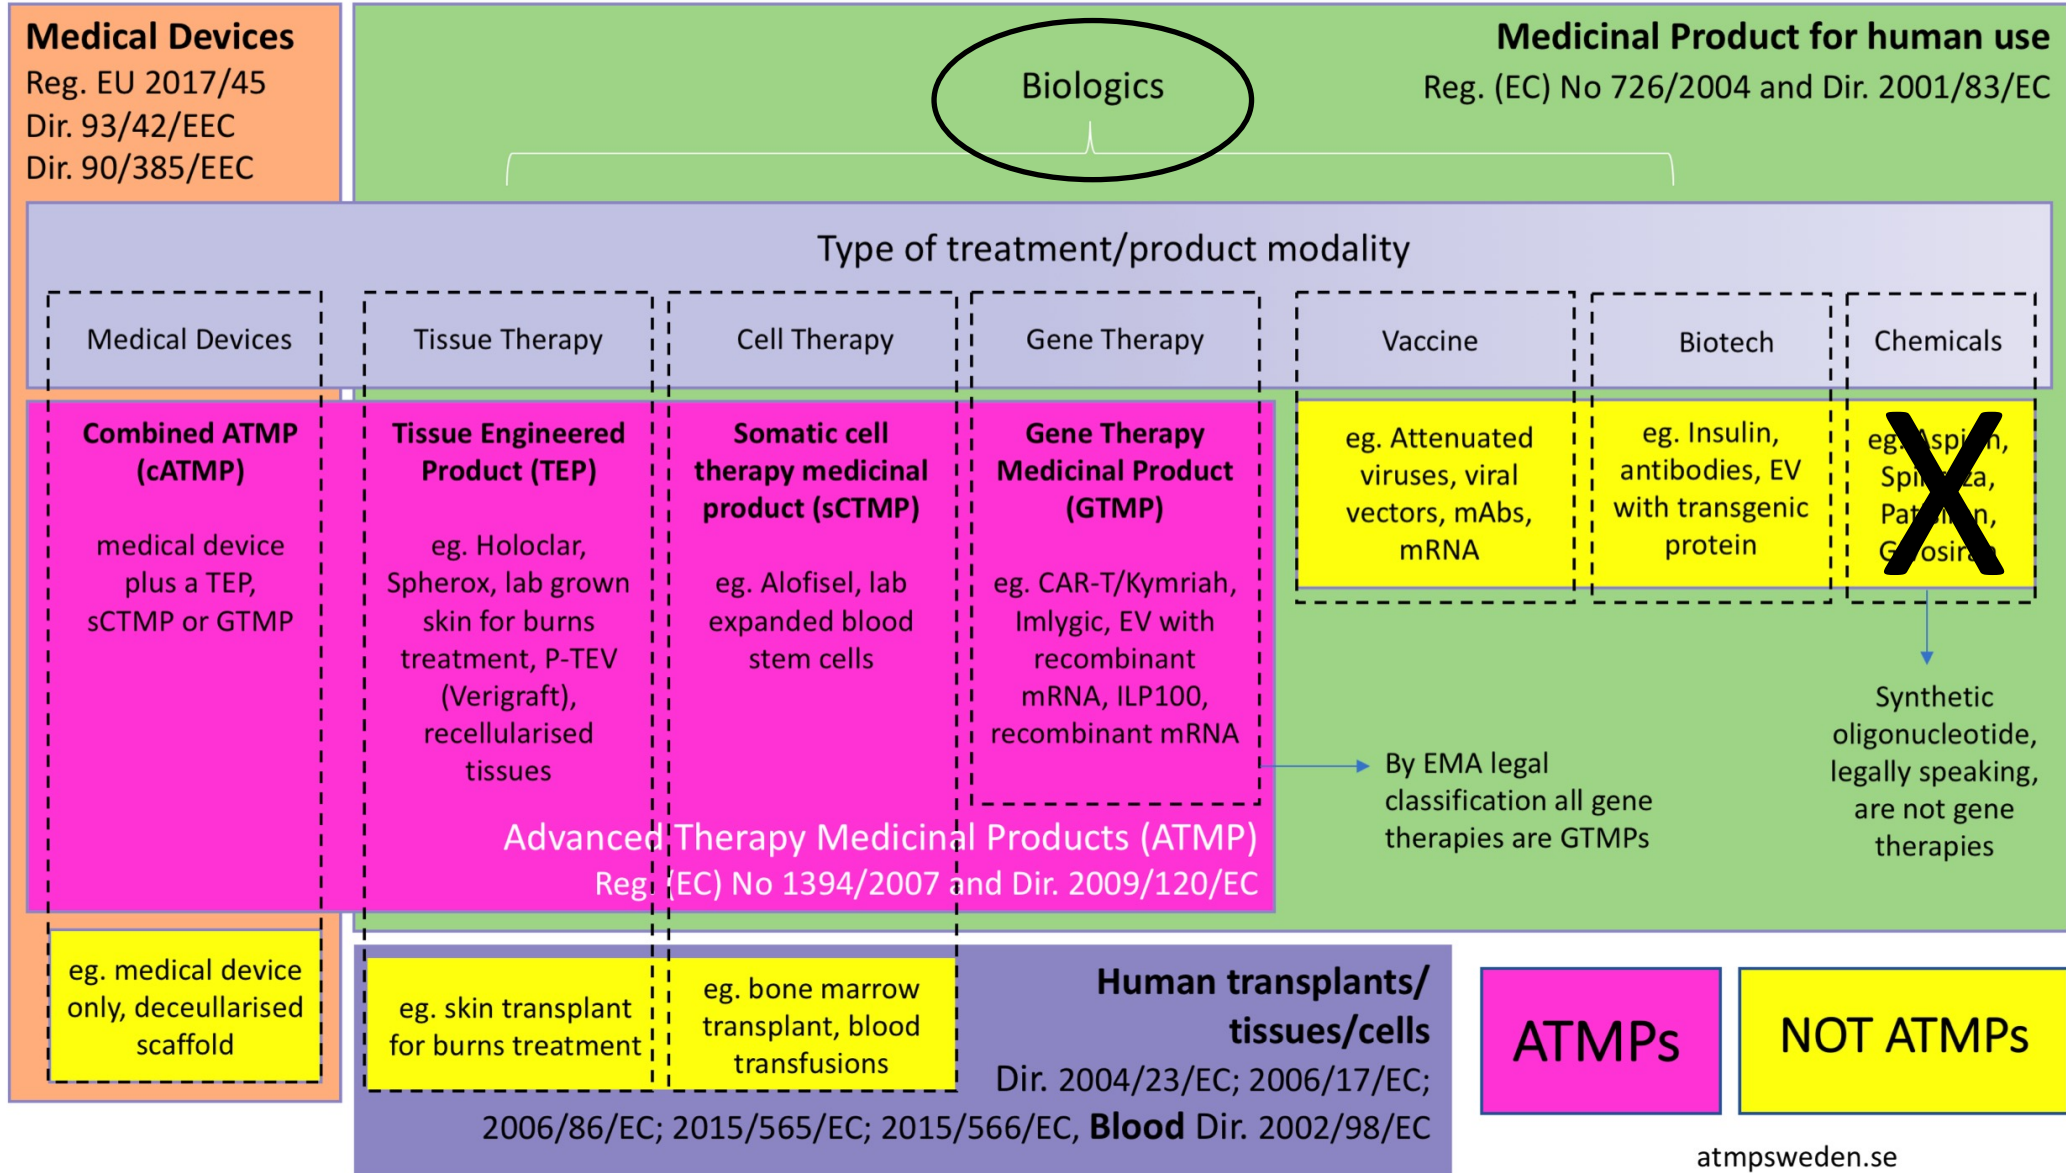 Medical Devices
Reg. EU 2017/45
Dir. 93/42/EEC
Dir. 90/385/EEC
Biologics
Medicinal Product for human use
Reg. (EC) No 726/2004 and Dir. 2001/83/EC
Type of treatment/product modality
Medical Devices
Tissue Therapy
Cell Therapy
Gene Therapy
Vaccine
Biotech
Chemicals
Combined ATMP
(cATMP)
medical device
plus a TEP,
sCTMP or GTMP
Tissue Engineered
Product (TEP)
eg. Holoclar,
Spherox, lab grown
skin for burns
treatment, P-TEV
(Verigraft),
recellularised
tissues
Somatic cell
therapy medicinal
product (sCTMP)
eg. Alofisel, lab
expanded blood
stem cells
Gene Therapy
Medicinal Product
(GTMP)
eg. CAR-T/Kymriah,
Imlygic, EV with
recombinant
mRNA, ILP100,
recombinant mRNA
eg. Attenuated
viruses, viral
vectors, mAbs,
mRNA
eg. Insulin,
antibodies, EV
with transgenic
protein
eg. Aspirin,
X
Synthetic
oligonucleotide,
legally speaking,
are not gene
therapies
By EMA legal
classification all gene
therapies are GTMPs
Advanced Therapy Medicinal Products (ATMP)
Reg. (EC) No 1394/2007 and Dir. 2009/120/EC
eg. medical device
only, deceullarised
scaffold
eg. skin transplant
for burns treatment
eg. bone marrow
transplant, blood
transfusions
Human transplants/
tissues/cells
Dir. 2004/23/EC; 2006/17/EC;
2006/86/EC; 2015/565/EC; 2015/566/EC, Blood Dir. 2002/98/EC
ATMPs
NOT ATMPs
atmpsweden.se